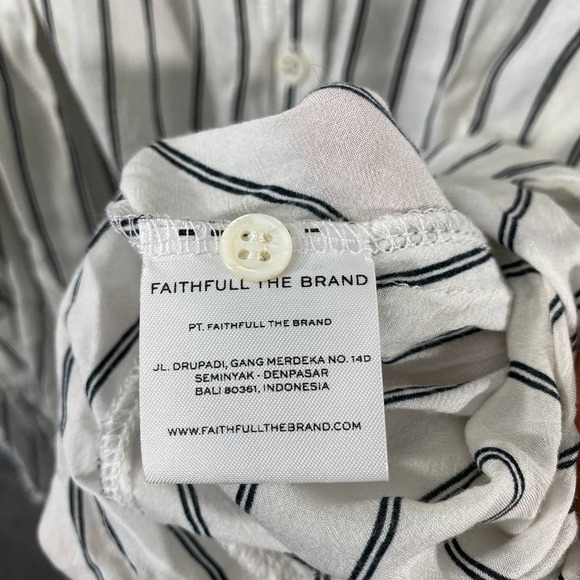 FAITHFULL THE BRAND
PT. FAITHFULL THE BRAND
JL. DRUPADI, GANG MERDEKA NO. 14D
SEMINYAK - DENPASAR
BALI 80361, INDONESIA
WWW.FAITHFULLTHEBRAND.COM